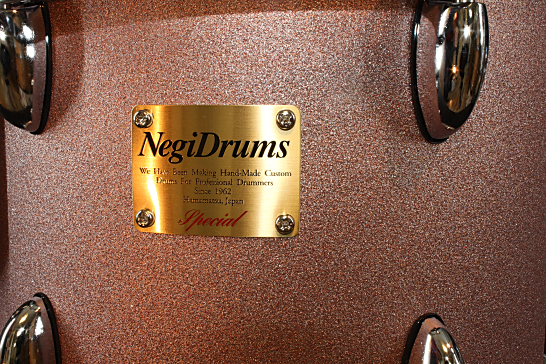 NegiDrums
We Have Been Making Hand-Made Custom
Drums For Professional Drummers
Since 1962
Hamamatsu, Japan
Special